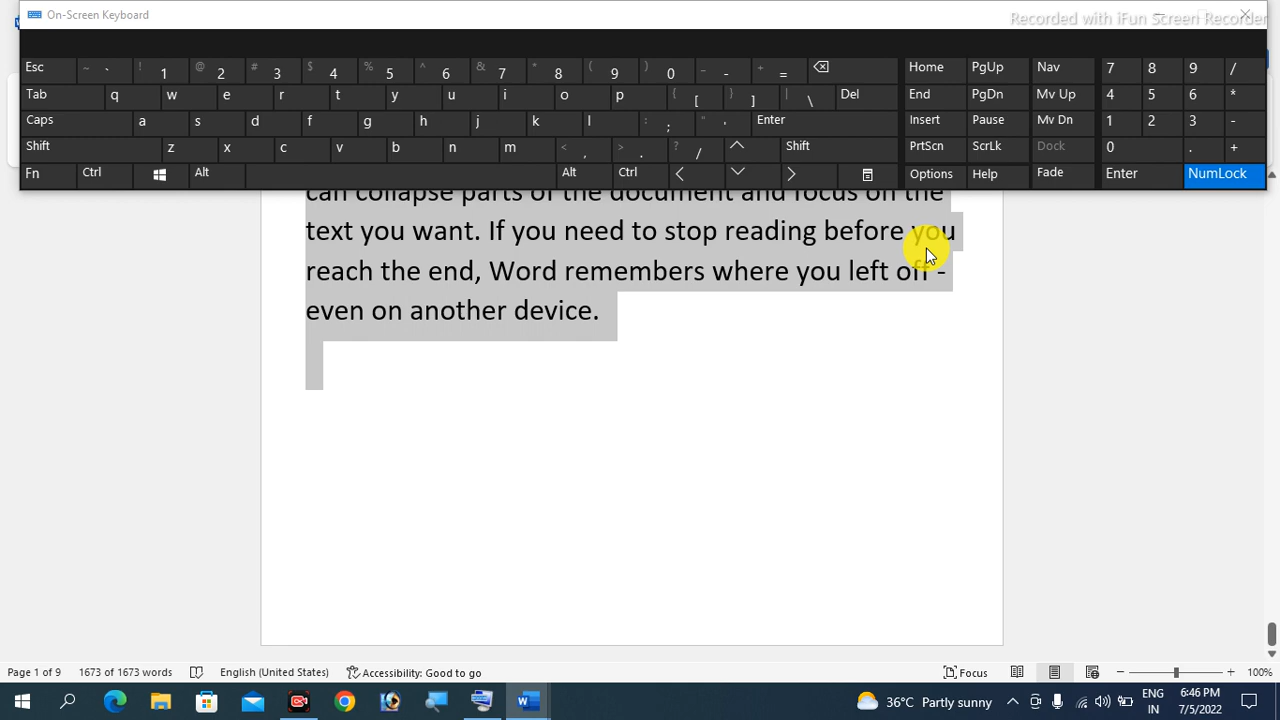 On-Screen Keyboard
Recorded with iFun Screen Recorder
Esc ~ ` ! 1 @ 2 # 3 $ 4 % 5 ^ 6 & 7 * 8 ( 9 ) 0 _ - + = Home PgUp Nav 7 8 9 /
Tab q w e r t y u i o p { [ } ] | \ Del End PgDn Mv Up 4 5 6 *
Caps a s d f g h j k l : ; " ' Enter Insert Pause Mv Dn 1 2 3 -
Shift z x c v b n m < , > . ? / Shift PrtScn ScrLk Dock 0 . +
Fn Ctrl Alt Alt Ctrl Options Help Fade Enter NumLock
can collapse parts of the document and focus on the
text you want. If you need to stop reading before you
reach the end, Word remembers where you left off -
even on another device.
Page 1 of 9 1673 of 1673 words English (United States) Accessibility: Good to go Focus 100%
36°C Partly sunny ENG IN 6:46 PM 7/5/2022